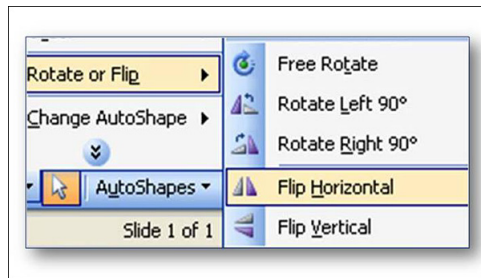 Rotate or Flip
Change AutoShape
AutoShapes
Slide 1 of 1
Free Rotate
Rotate Left 90°
Rotate Right 90°
Flip Horizontal
Flip Vertical